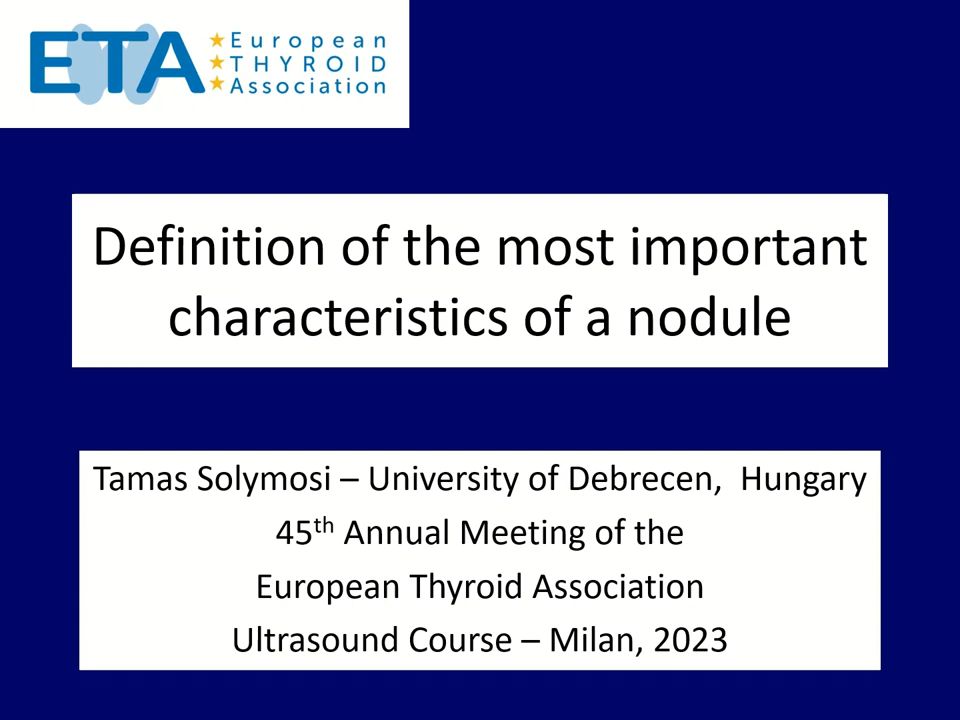 ETA
European
THYROID
Association
Definition of the most important
characteristics of a nodule
Tamas Solymosi – University of Debrecen, Hungary
45th Annual Meeting of the
European Thyroid Association
Ultrasound Course – Milan, 2023